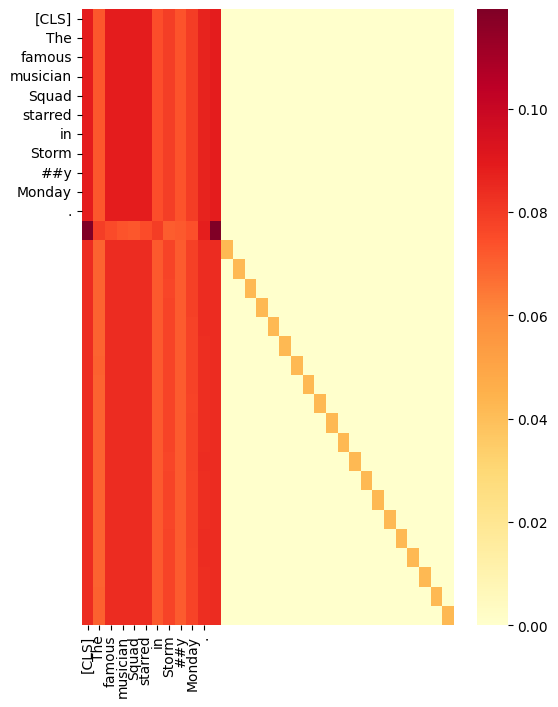 [CLS]
The
famous
musician
Squad
starred
in
Storm
##y
Monday
.
0.10
0.08
0.06
0.04
0.02
0.00
[CLS]
The
famous
musician
Squad
starred
in
Storm
##y
Monday
.